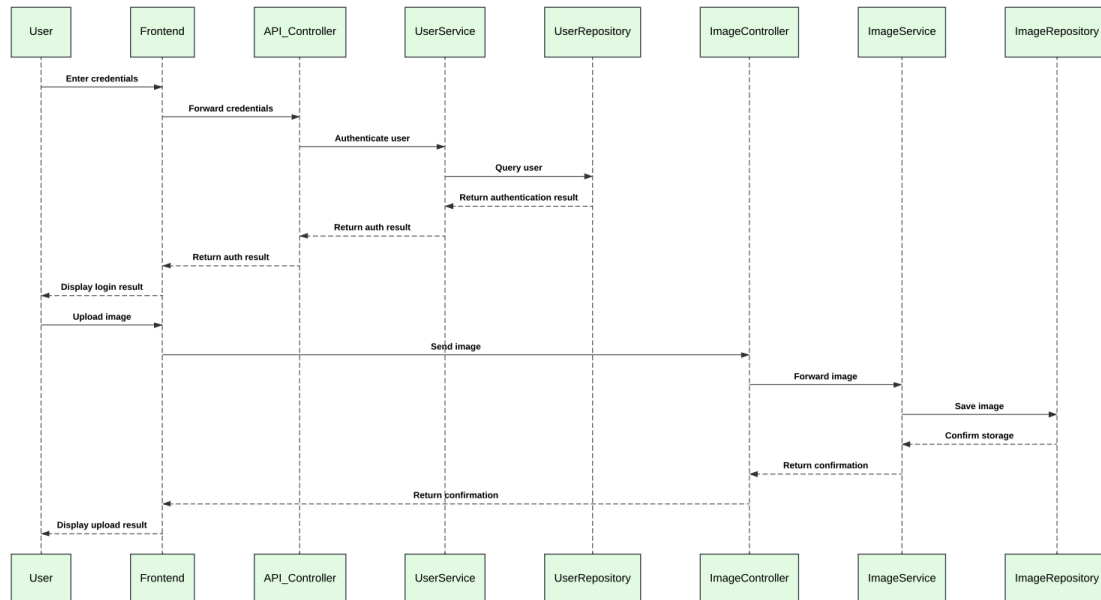 User Frontend API_Controller UserService UserRepository ImageController ImageService ImageRepository
Enter credentials
Forward credentials
Authenticate user
Query user
Return authentication result
Return auth result
Return auth result
Display login result
Upload image
Send image
Forward image
Save image
Confirm storage
Return confirmation
Return confirmation
Display upload result
User Frontend API_Controller UserService UserRepository ImageController ImageService ImageRepository